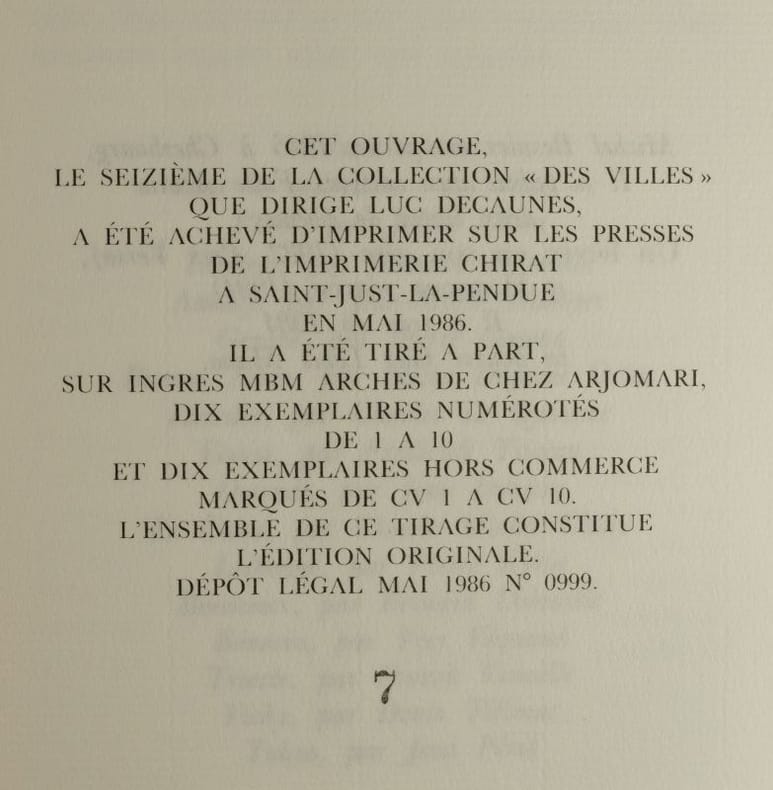 CET OUVRAGE,
LE SEIZIÈME DE LA COLLECTION « DES VILLES »
QUE DIRIGE LUC DECAUNES,
A ÉTÉ ACHEVÉ D'IMPRIMER SUR LES PRESSES
DE L'IMPRIMERIE CHIRAT
A SAINT-JUST-LA-PENDUE
EN MAI 1986.
IL A ÉTÉ TIRÉ A PART,
SUR INGRES MBM ARCHES DE CHEZ ARJOMARI,
DIX EXEMPLAIRES NUMÉROTÉS
DE 1 A 10
ET DIX EXEMPLAIRES HORS COMMERCE
MARQUÉS DE CV 1 A CV 10.
L'ENSEMBLE DE CE TIRAGE CONSTITUE
L'ÉDITION ORIGINALE.
DÉPÔT LÉGAL MAI 1986 N° 0999.
7